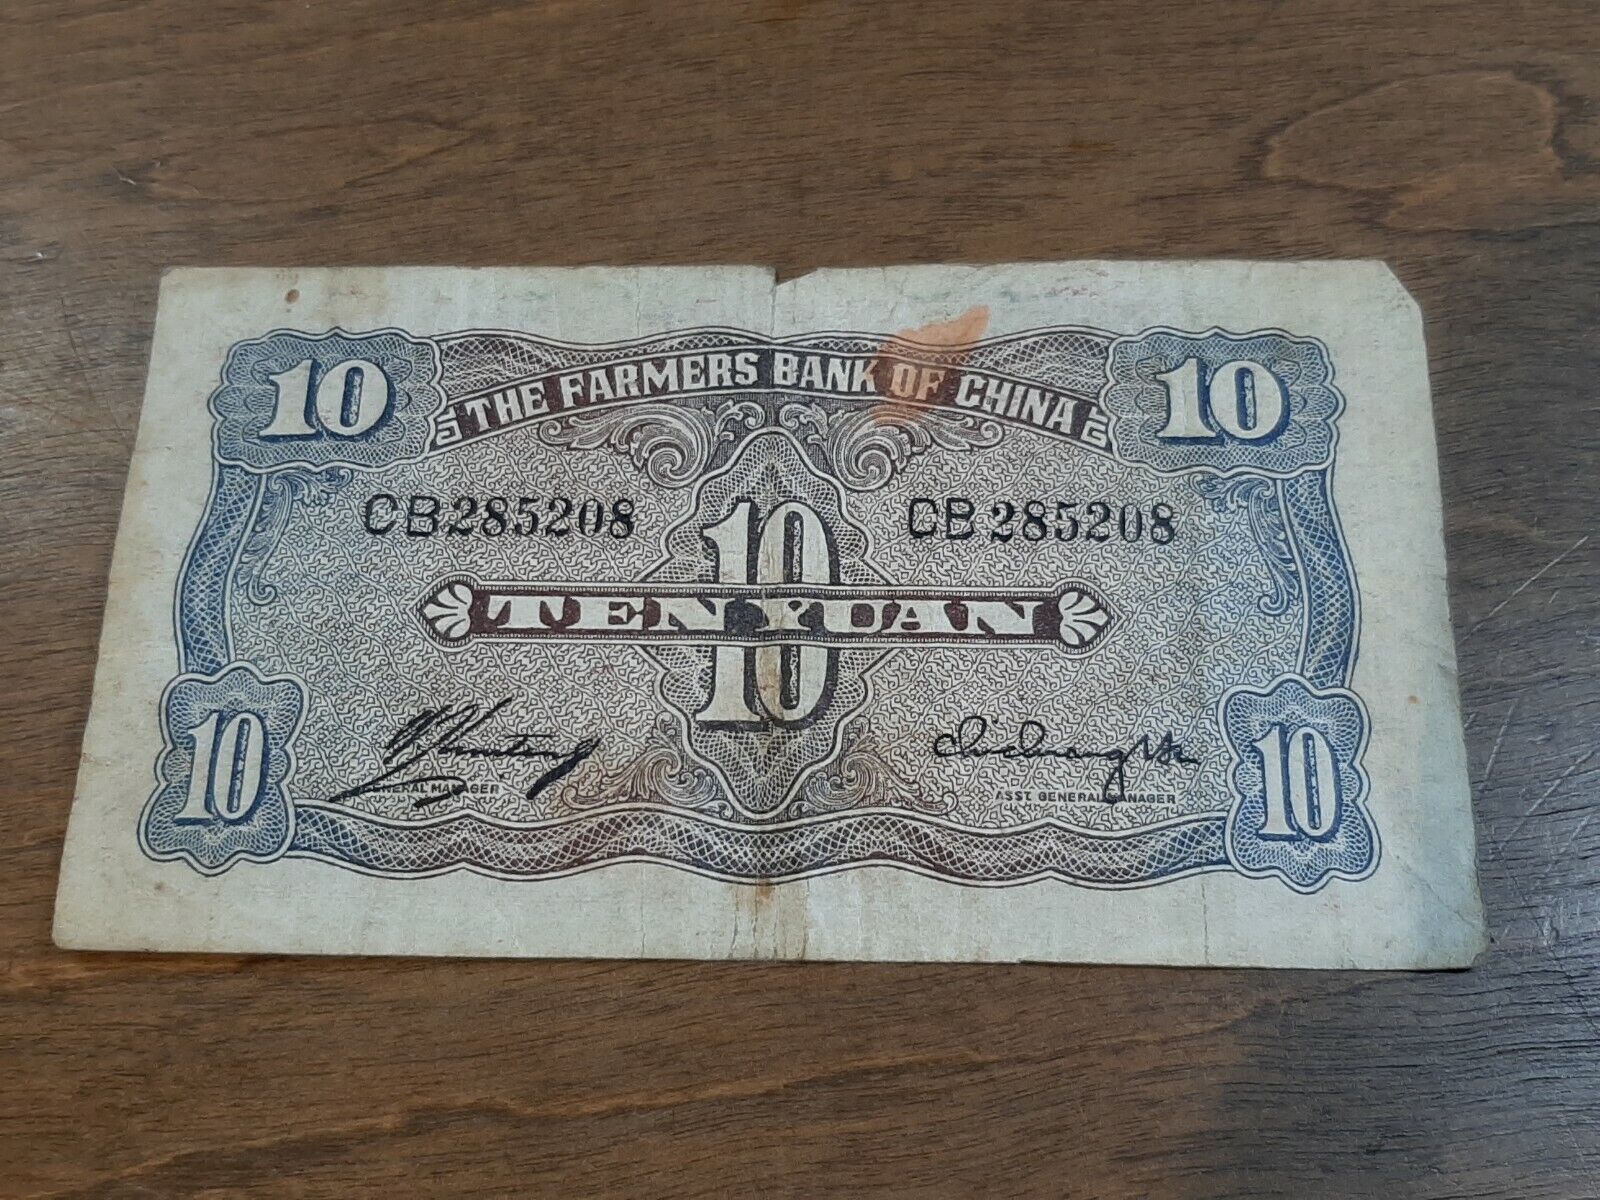 10 THE FARMERS BANK OF CHINA 10
CB285208 CB285208
10
TEN YUAN
10
GENERAL MANAGER ASST. GENERAL MANAGER
10 10